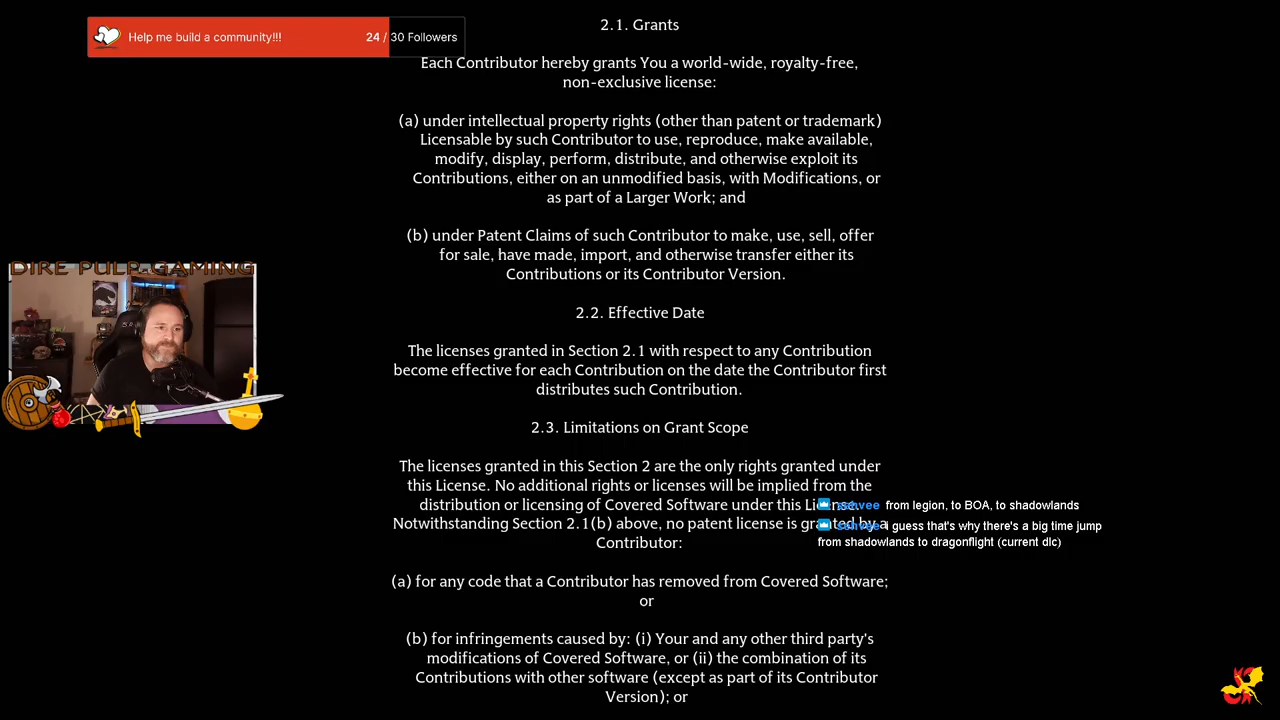 Help me build a community!!!
24 / 30 Followers
2.1. Grants
Each Contributor hereby grants You a world-wide, royalty-free,
non-exclusive license:
(a) under intellectual property rights (other than patent or trademark)
Licensable by such Contributor to use, reproduce, make available,
modify, display, perform, distribute, and otherwise exploit its
Contributions, either on an unmodified basis, with Modifications, or
as part of a Larger Work; and
(b) under Patent Claims of such Contributor to make, use, sell, offer
for sale, have made, import, and otherwise transfer either its
Contributions or its Contributor Version.
DIRE PULP GAMING
2.2. Effective Date
The licenses granted in Section 2.1 with respect to any Contribution
become effective for each Contribution on the date the Contributor first
distributes such Contribution.
2.3. Limitations on Grant Scope
The licenses granted in this Section 2 are the only rights granted under
this License. No additional rights or licenses will be implied from the
distribution or licensing of Covered Software under this License.
Notwithstanding Section 2.1(b) above, no patent license is granted by a
Contributor:
from legion, to BOA, to shadowlands
i guess that's why there's a big time jump
from shadowlands to dragonflight (current dlc)
(a) for any code that a Contributor has removed from Covered Software;
or
(b) for infringements caused by: (i) Your and any other third party's
modifications of Covered Software, or (ii) the combination of its
Contributions with other software (except as part of its Contributor
Version); or